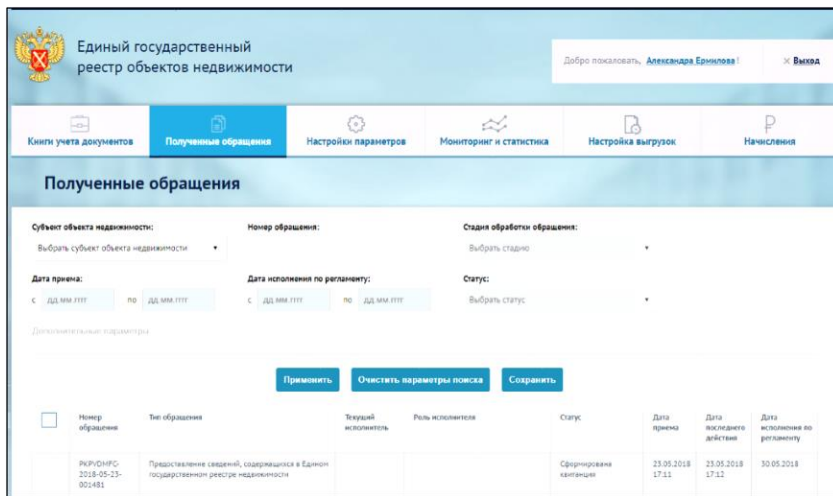 Единый государственный
реестр объектов недвижимости
Добро пожаловать, Александра Ермилова! × Выход
Книги учета документов Полученные обращения Настройки параметров Мониторинг и статистика Настройка выгрузок Начисления
Полученные обращения
Субъект объекта недвижимости: Номер обращения: Стадия обработки обращения:
Выбрать субъект объекта недвижимости Выбрать стадию
Дата приема: Дата исполнения по регламенту: Статус:
с дд.мм.гггг по дд.мм.гггг с дд.мм.гггг по дд.мм.гггг Выбрать статус
Дополнительные параметры
Применить Очистить параметры поиска Сохранить
Номер Тип обращения Текущий Роль исполнителя Статус Дата Дата Дата
обращения исполнитель приема последнего исполнения по
действия регламенту
PKPVDMFC- Предоставление сведений, содержащихся в Едином Сформирована 23.05.2018 23.05.2018 30.05.2018
2018-05-23- государственном реестре недвижимости квитанция 17:11 17:12
001481